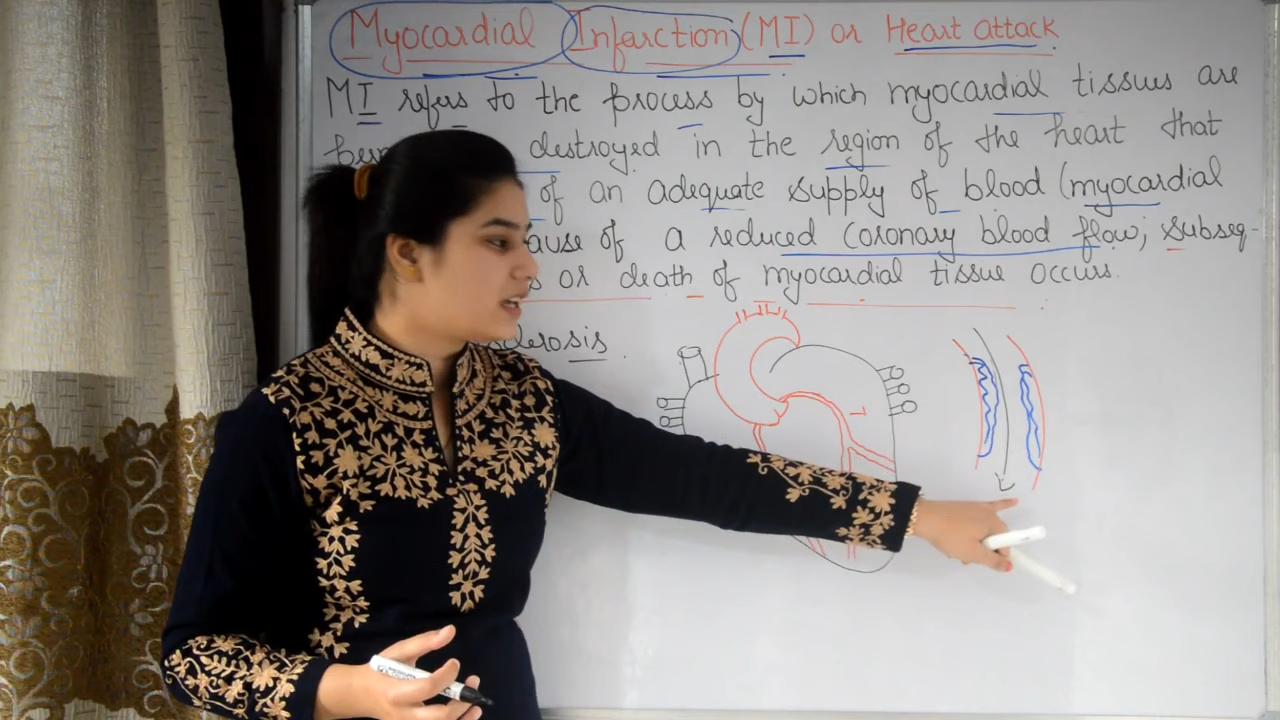 Myocardial Infarction (MI) or Heart attack
MI refers to the process by which myocardial tissues are
destroyed in the region of the heart that
of an adequate supply of blood (myocardial
ause of a reduced coronary blood flow; subseq-
s or death of myocardial tissue occurs.
sclerosis.